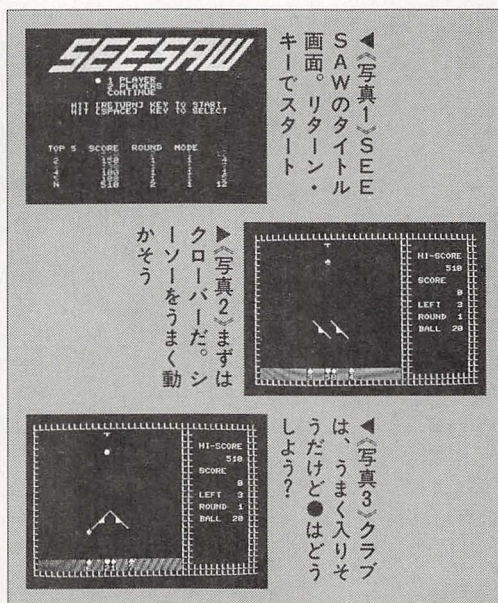 SEESAW
1 PLAYER
2 PLAYERS
CONTINUE
HIT [RETURN] KEY TO START
HIT [SPACE] KEY TO SELECT
TOP 5 SCORE ROUND MODE
N 510 2 1 12
◀《写真1》SEE
SAWのタイトル
画面。リターン・
キーでスタート
▶《写真2》まずは
クローバーだ。シ
ーソーをうまく動
かそう
HI-SCORE
510
SCORE
0
LEFT 3
ROUND 1
BALL 20
◀《写真3》クラブ
は、うまく入りそ
うだけど●はどう
しよう?
HI-SCORE
510
SCORE
0
LEFT 3
ROUND 1
BALL 20